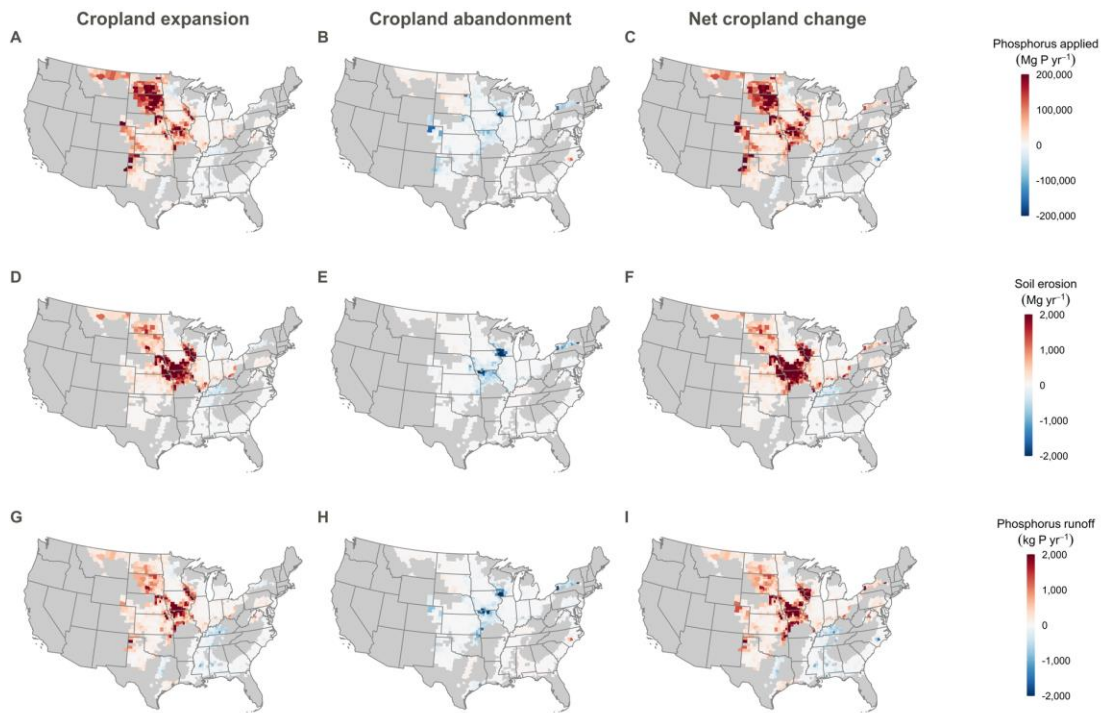 Cropland expansion
Cropland abandonment
Net cropland change
A
B
C
Phosphorus applied
(Mg P yr⁻¹)
200,000
100,000
0
-100,000
-200,000
D
E
F
Soil erosion
(Mg yr⁻¹)
2,000
1,000
0
-1,000
-2,000
G
H
I
Phosphorus runoff
(kg P yr⁻¹)
2,000
1,000
0
-1,000
-2,000